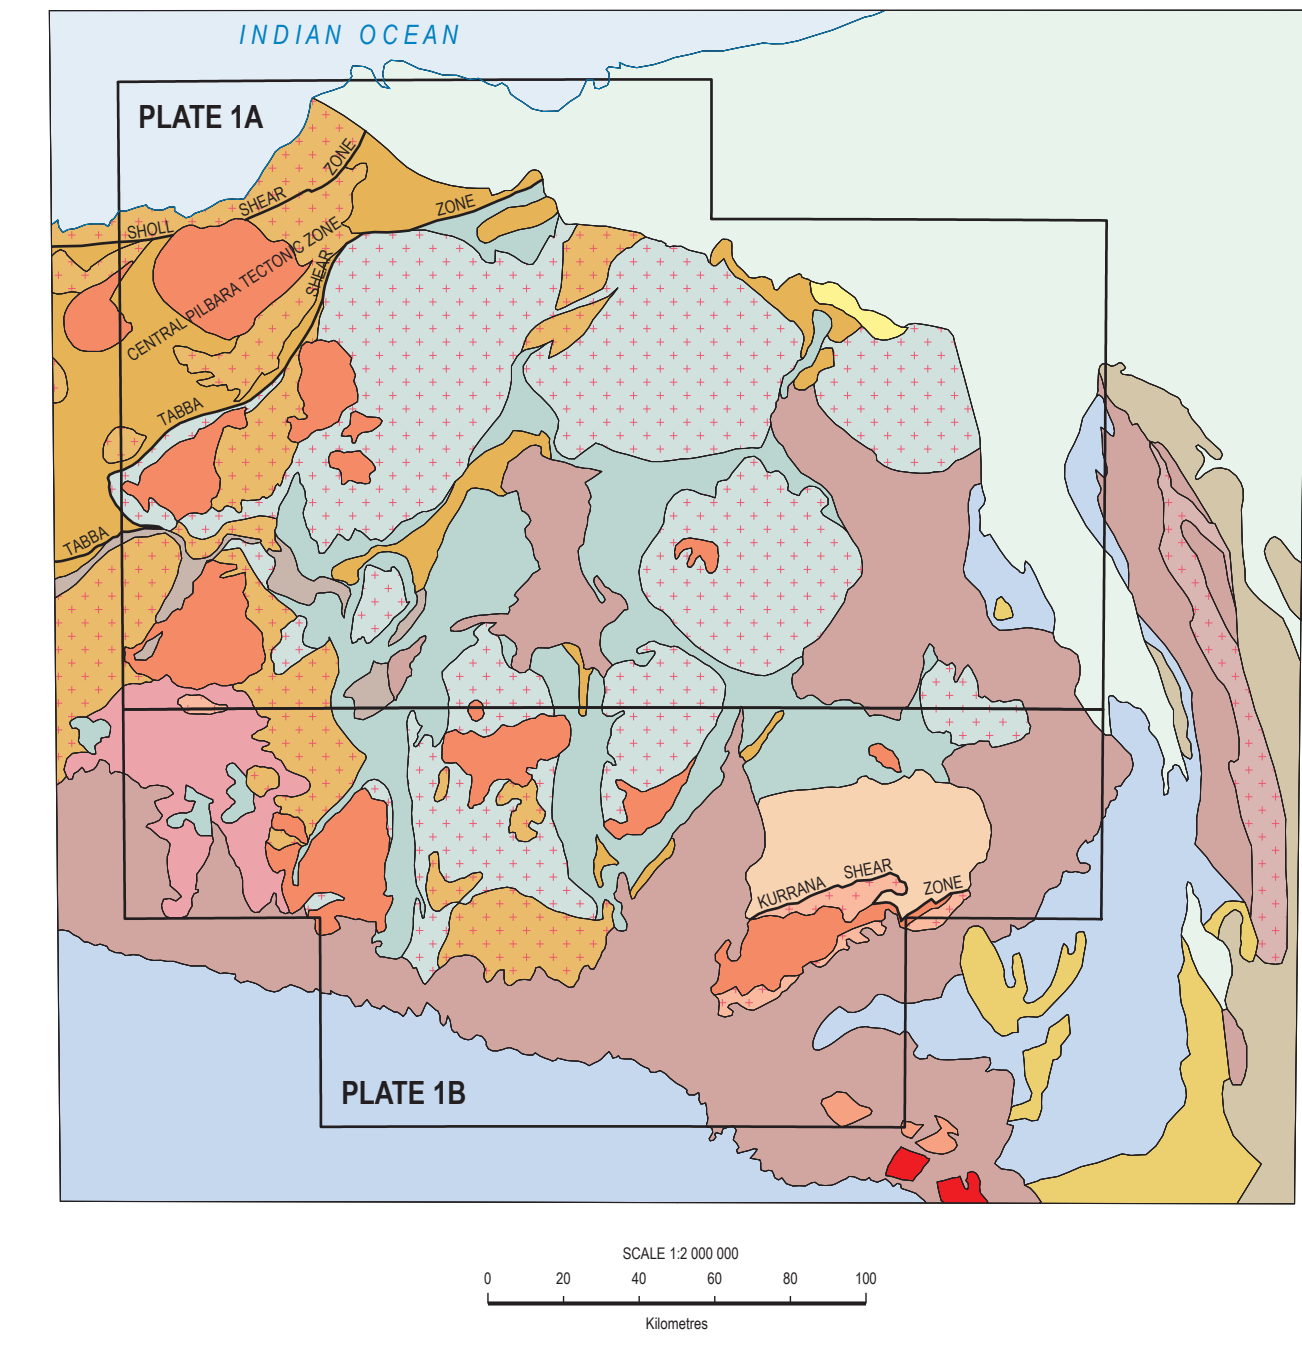 INDIAN OCEAN
PLATE 1A
SHOLL SHEAR ZONE
CENTRAL PILBARA TECTONIC ZONE
TABBA SHEAR ZONE
TABBA
KURRANA SHEAR ZONE
PLATE 1B
SCALE 1:2 000 000
0 20 40 60 80 100
Kilometres